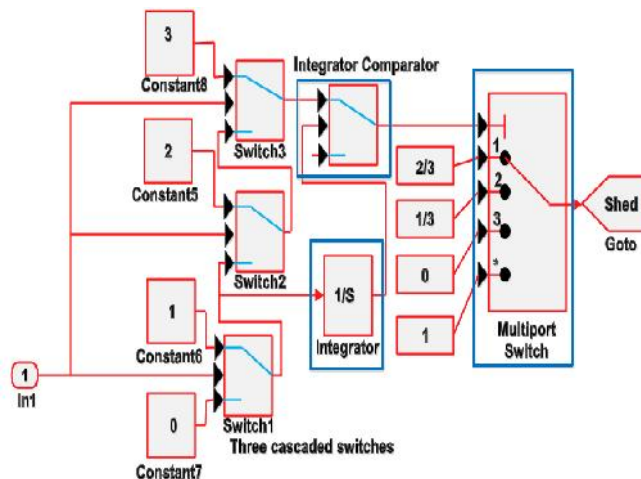 3
Constant8
Integrator Comparator
Switch3
2
Constant5
2/3
1
1/3
2
Shed
Goto
3
0
*
Switch2
1/S
Integrator
1
Multiport
Switch
1
Constant6
1
In1
0
Constant7
Switch1
Three cascaded switches